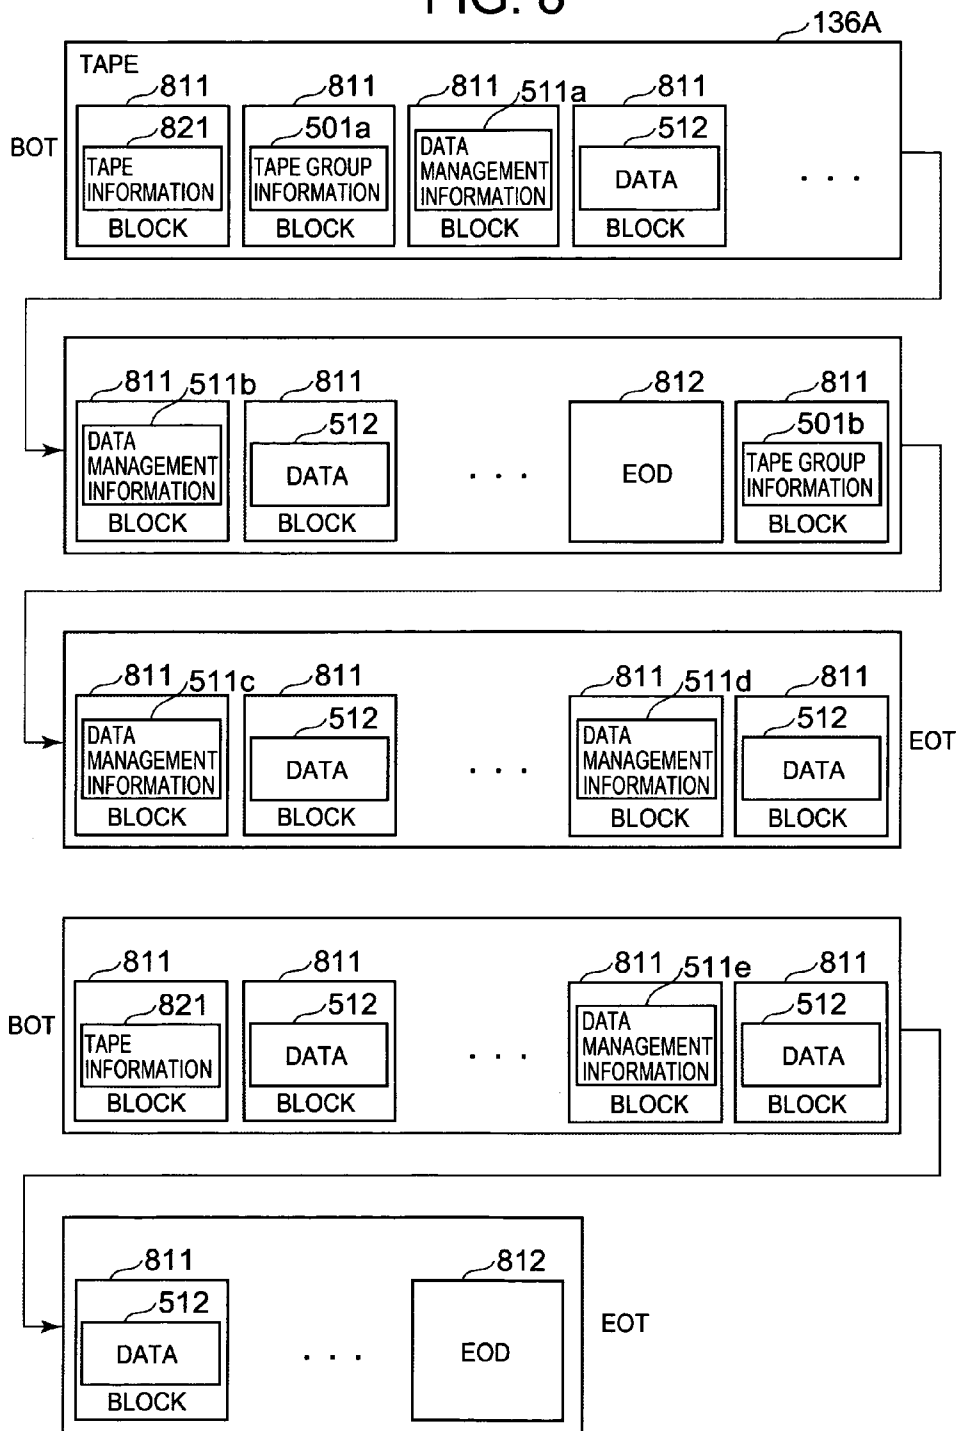 FIG. 8
136A
TAPE
811 811 811 511a 811
821 501a 512
BOT
TAPE INFORMATION
TAPE GROUP INFORMATION
DATA MANAGEMENT INFORMATION
DATA
. . .
BLOCK BLOCK BLOCK BLOCK
811 511b 811 812 811
512 501b
DATA MANAGEMENT INFORMATION
DATA
. . .
EOD
TAPE GROUP INFORMATION
BLOCK BLOCK BLOCK
811 511c 811 811 511d 811
512 512
DATA MANAGEMENT INFORMATION
DATA
. . .
DATA MANAGEMENT INFORMATION
DATA
EOT
BLOCK BLOCK BLOCK BLOCK
811 811 811 511e 811
821 512 512
BOT
TAPE INFORMATION
DATA
. . .
DATA MANAGEMENT INFORMATION
DATA
BLOCK BLOCK BLOCK BLOCK
811 812
512
DATA
. . .
EOD
EOT
BLOCK